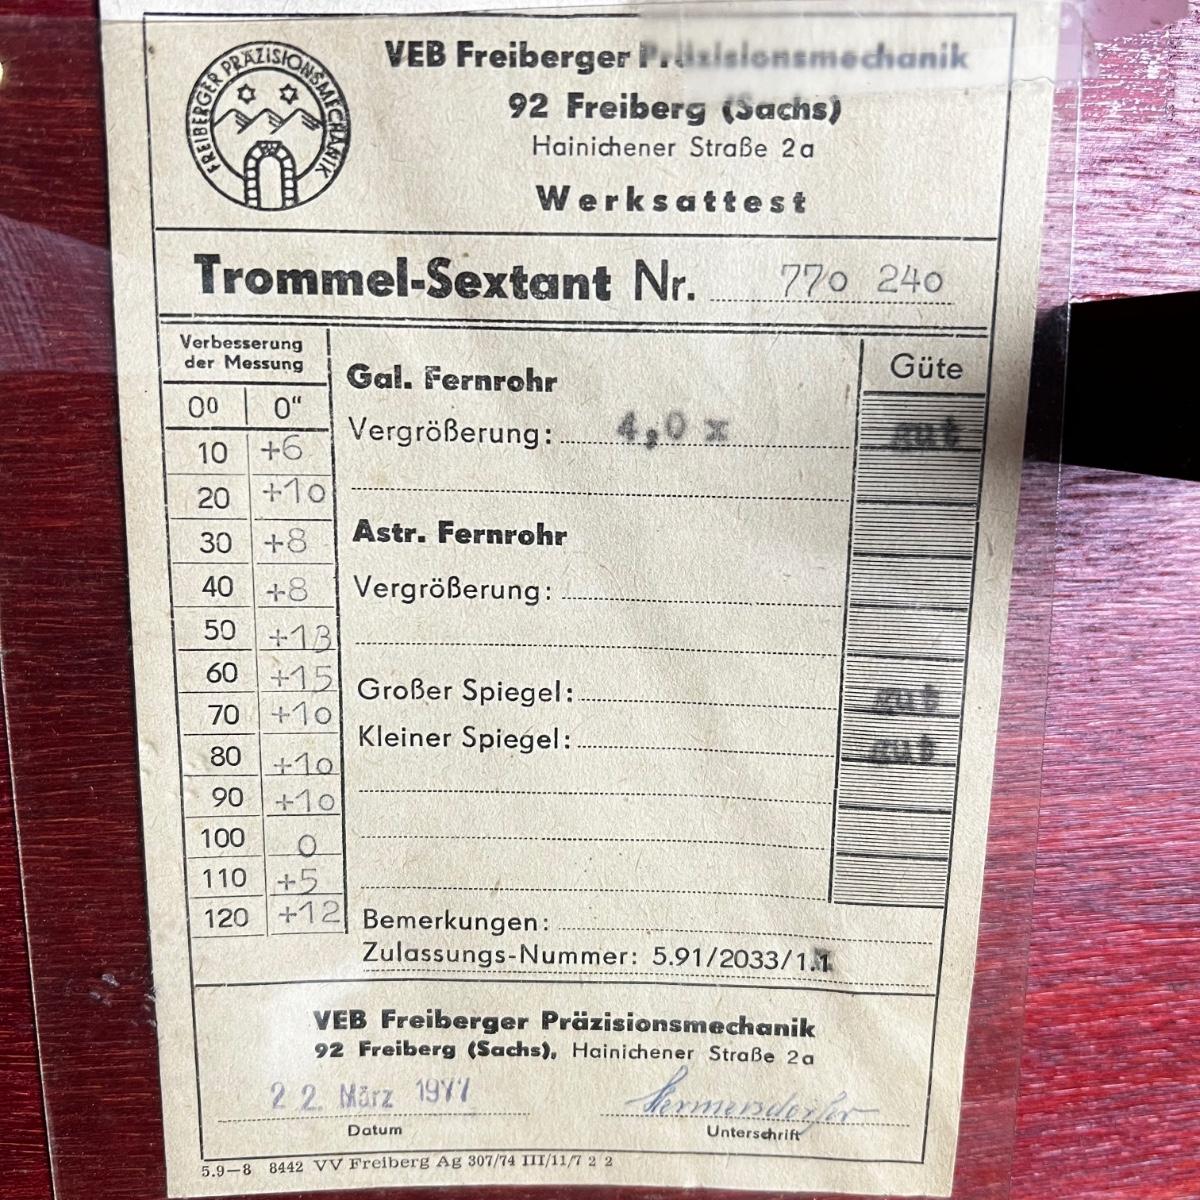 FREIBERGER PRÄZISIONSMECHANIK
VEB Freiberger Präzisionsmechanik
92 Freiberg (Sachs)
Hainichener Straße 2a
Werksattest
Trommel-Sextant Nr. 770 240
Verbesserung
der Messung
Güte
0⁰ 0"
10 +6
20 +10
30 +8
40 +8
50 +13
60 +15
70 +10
80 +10
90 +10
100 0
110 +5
120 +12
Gal. Fernrohr
Vergrößerung: 4,0 x gut
Astr. Fernrohr
Vergrößerung:
Großer Spiegel: gut
Kleiner Spiegel: gut
Bemerkungen:
Zulassungs-Nummer: 5.91/2033/1.1
VEB Freiberger Präzisionsmechanik
92 Freiberg (Sachs), Hainichener Straße 2a
22. März 1977
Datum
Unterschrift
5.9—8 8442 VV Freiberg Ag 307/74 III/11/7 2 2